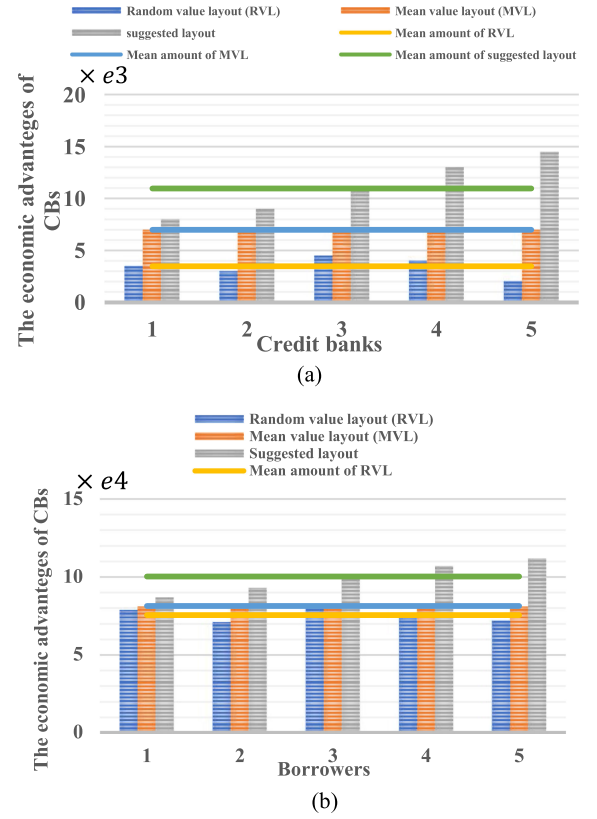 Random value layout (RVL) Mean value layout (MVL)
suggested layout Mean amount of RVL
Mean amount of MVL Mean amount of suggested layout
× e3
The economic advanteges of
CBs
20
15
10
5
0
1 2 3 4 5
Credit banks
(a)
Random value layout (RVL)
Mean value layout (MVL)
Suggested layout
Mean amount of RVL
× e4
The economic advanteges of CBs
15
10
5
0
1 2 3 4 5
Borrowers
(b)